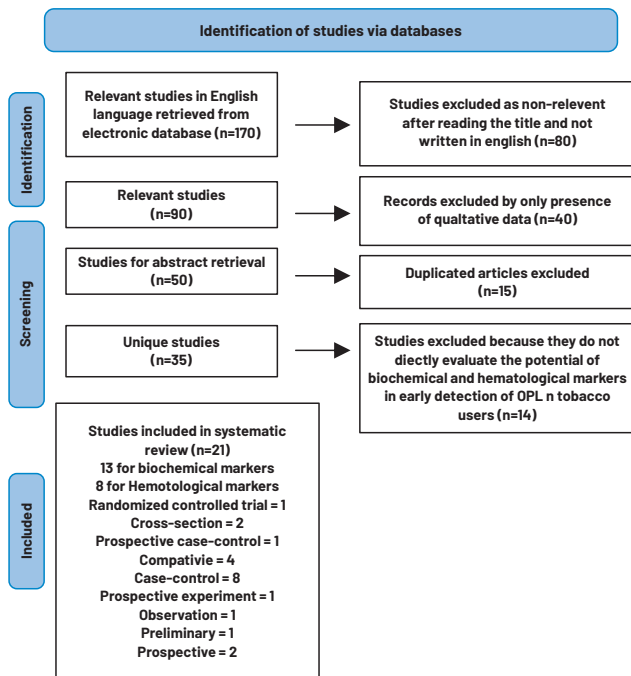 Identification of studies via databases
Identification
Relevant studies in English
language retrieved from
electronic database (n=170)
Studies excluded as non-relevent
after reading the title and not
written in english (n=80)
Relevant studies
(n=90)
Records excluded by only presence
of qualtative data (n=40)
Screening
Studies for abstract retrieval
(n=50)
Duplicated articles excluded
(n=15)
Unique studies
(n=35)
Studies excluded because they do not
diectly evaluate the potential of
biochemical and hematological markers
in early detection of OPL n tobacco
users (n=14)
Included
Studies included in systematic
review (n=21)
13 for biochemical markers
8 for Hemotological markers
Randomized controlled trial = 1
Cross-section = 2
Prospective case-control = 1
Compativie = 4
Case-control = 8
Prospective experiment = 1
Observation = 1
Preliminary = 1
Prospective = 2